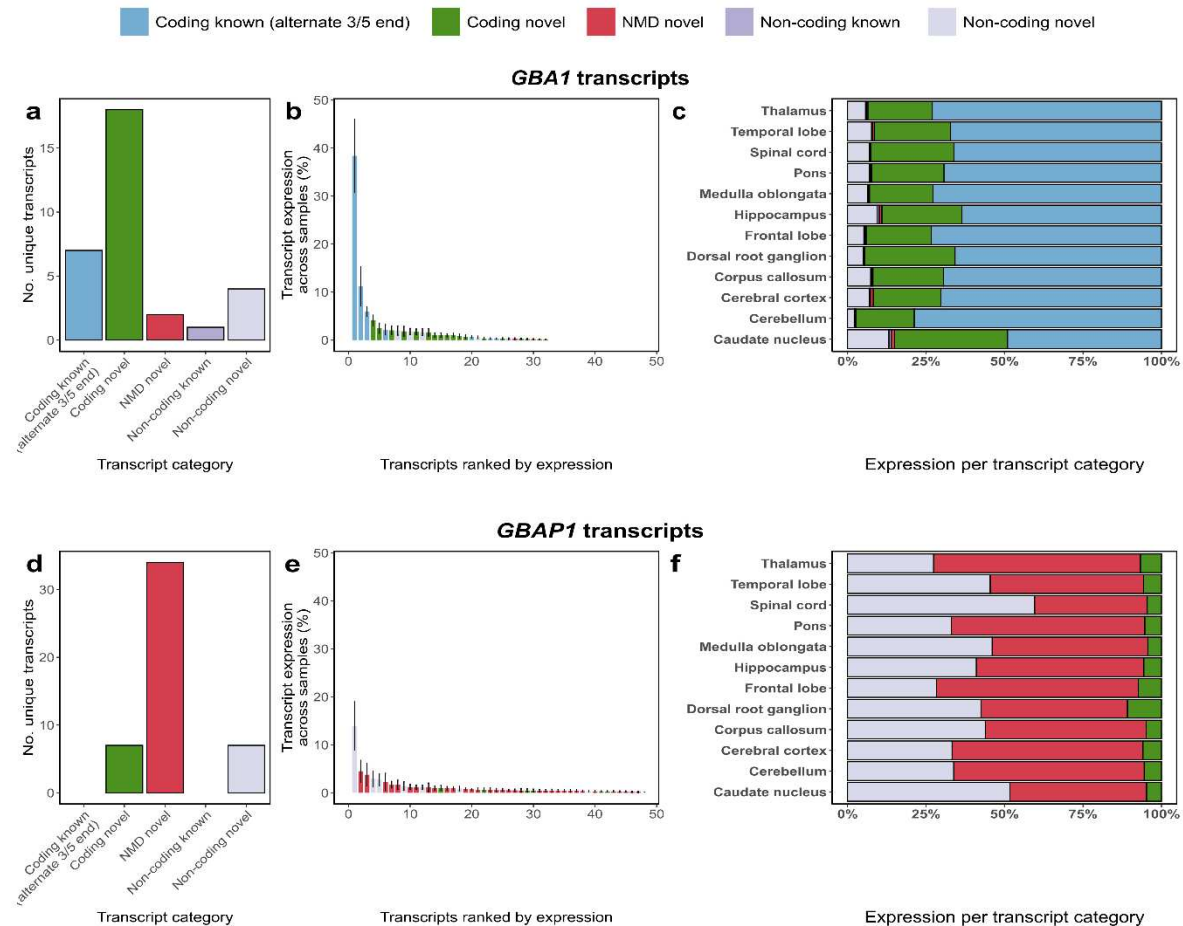 Coding known (alternate 3/5 end) Coding novel NMD novel Non-coding known Non-coding novel
GBA1 transcripts
a
No. unique transcripts
15
10
5
0
Coding known
(alternate 3/5 end)
Coding novel
NMD novel
Non-coding known
Non-coding novel
Transcript category
b
Transcript expression
across samples (%)
50
40
30
20
10
0
0 10 20 30 40 50
Transcripts ranked by expression
c
Thalamus
Temporal lobe
Spinal cord
Pons
Medulla oblongata
Hippocampus
Frontal lobe
Dorsal root ganglion
Corpus callosum
Cerebral cortex
Cerebellum
Caudate nucleus
0% 25% 50% 75% 100%
Expression per transcript category
GBAP1 transcripts
d
No. unique transcripts
30
20
10
0
Coding known
(alternate 3/5 end)
Coding novel
NMD novel
Non-coding known
Non-coding novel
Transcript category
e
Transcript expression
across samples (%)
50
40
30
20
10
0
0 10 20 30 40 50
Transcripts ranked by expression
f
Thalamus
Temporal lobe
Spinal cord
Pons
Medulla oblongata
Hippocampus
Frontal lobe
Dorsal root ganglion
Corpus callosum
Cerebral cortex
Cerebellum
Caudate nucleus
0% 25% 50% 75% 100%
Expression per transcript category